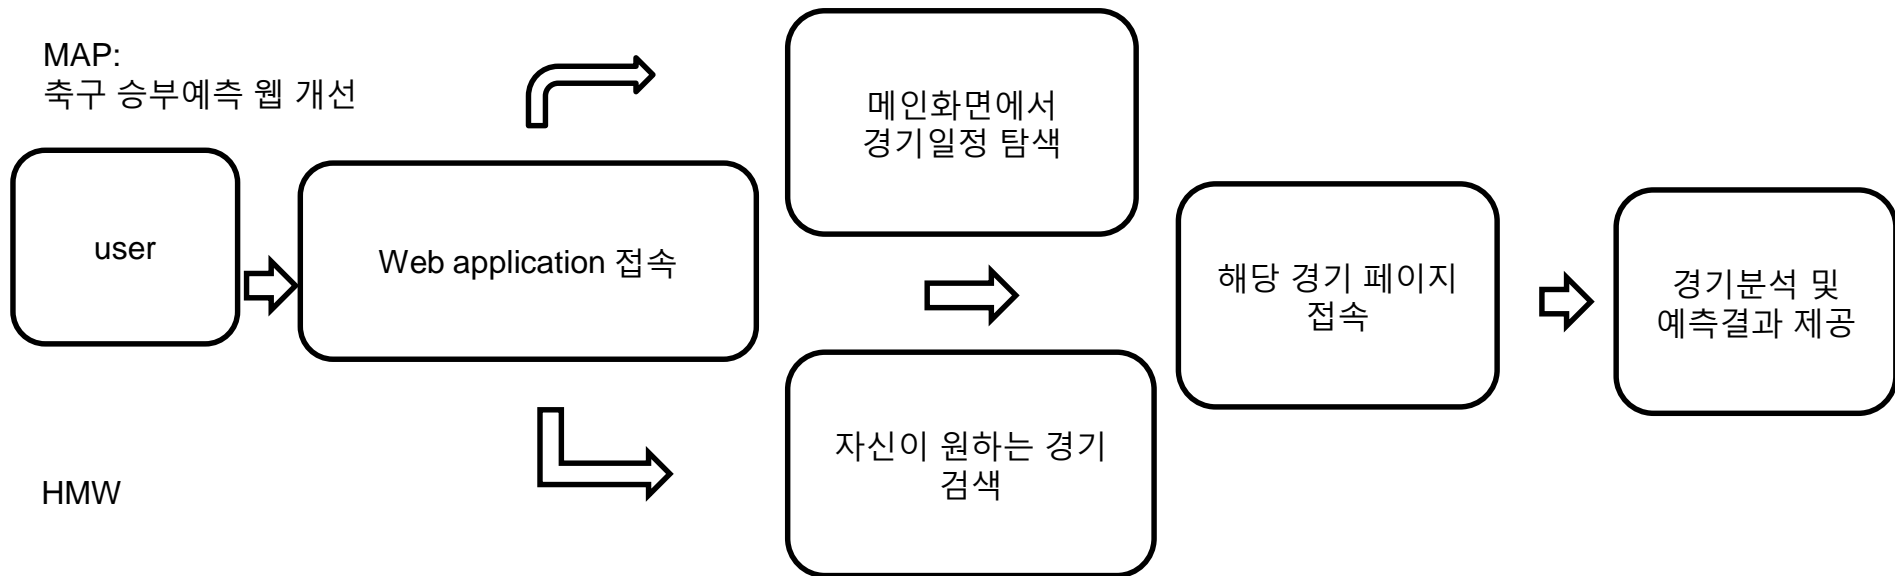 MAP:
축구 승부예측 웹 개선
user
Web application 접속
메인화면에서
경기일정 탐색
자신이 원하는 경기
검색
해당 경기 페이지
접속
경기분석 및
예측결과 제공
HMW